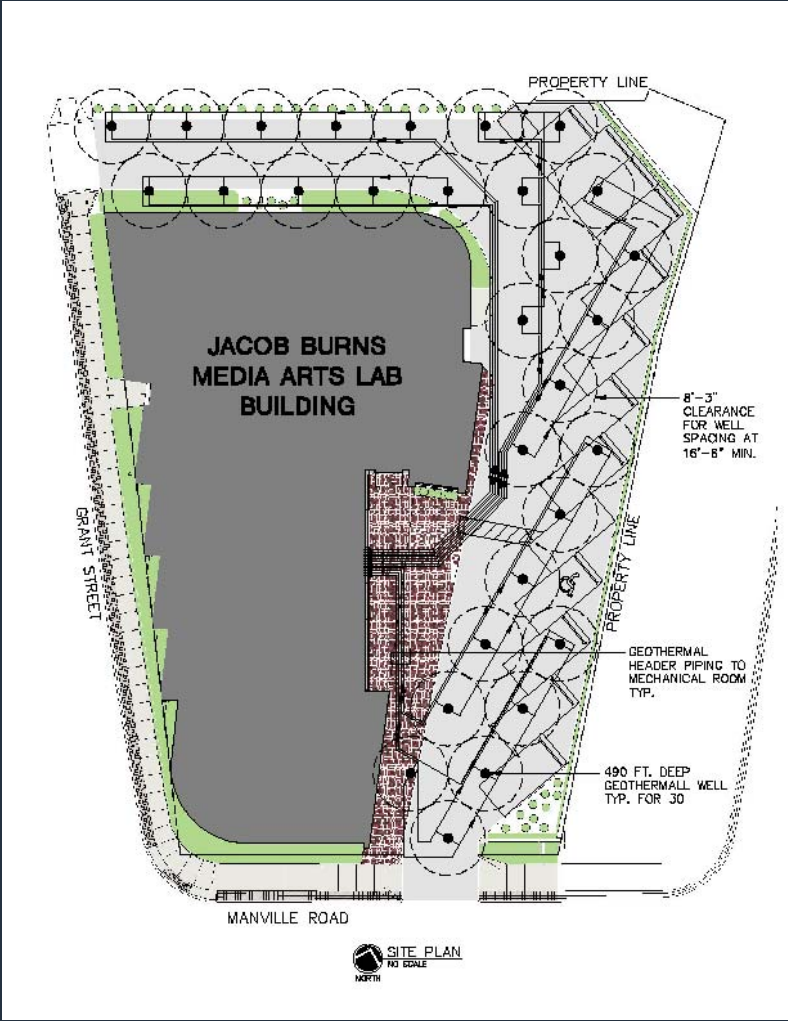 PROPERTY LINE
JACOB BURNS
MEDIA ARTS LAB
BUILDING
8'-3"
CLEARANCE
FOR WELL
SPACING AT
16'-6" MIN.
GRANT STREET
PROPERTY LINE
GEOTHERMAL
HEADER PIPING TO
MECHANICAL ROOM
TYP.
490 FT. DEEP
GEOTHERMALL WELL
TYP. FOR 30
MANVILLE ROAD
SITE PLAN
NO SCALE
NORTH